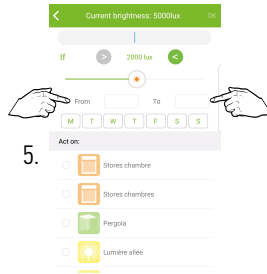 Current brightness: 5000lux OK
If > 2000 lux <
From To
M T W T F S S
Act on:
5.
Stores chambre
Stores chambres
Pergola
Lumière allée